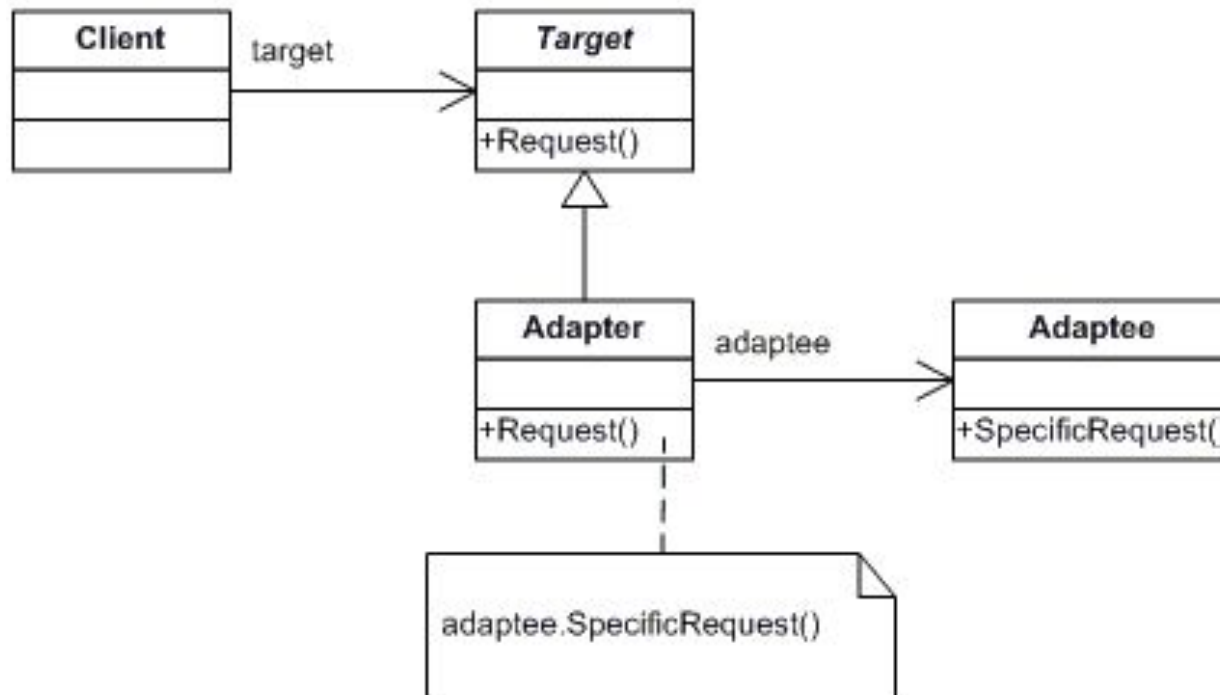 Client
target
Target
+Request()
Adapter
adaptee
Adaptee
+Request()
+SpecificRequest(
adaptee.SpecificRequest()